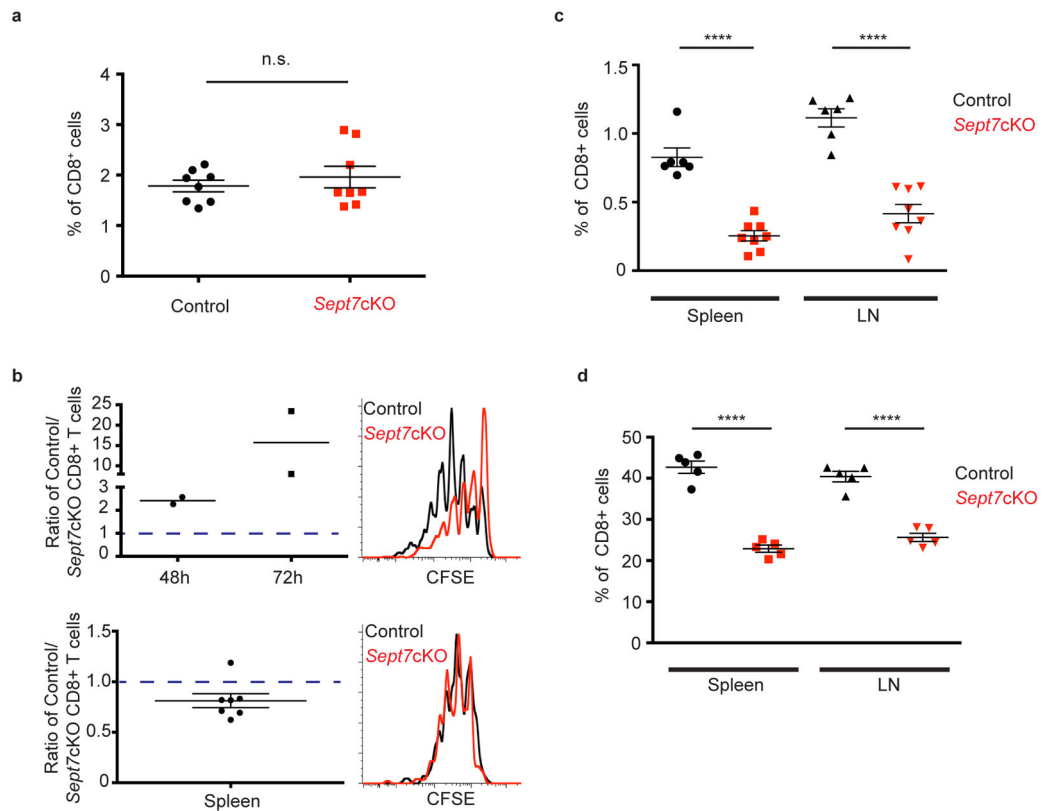 a
n.s.
% of CD8⁺ cells
4
3
2
1
0
Control
Sept7cKO
b
Ratio of Control/
Sept7cKO CD8+ T cells
25
20
15
10
5
4
3
2
1
0
48h
72h
Control
Sept7cKO
CFSE
Ratio of Control/
Sept7cKO CD8+ T cells
1.5
1.0
0.5
0
Spleen
Control
Sept7cKO
CFSE
c
****
****
% of CD8+ cells
1.5
1.0
0.5
0
Spleen
LN
Control
Sept7cKO
d
****
****
% of CD8+ cells
50
40
30
20
10
0
Spleen
LN
Control
Sept7cKO